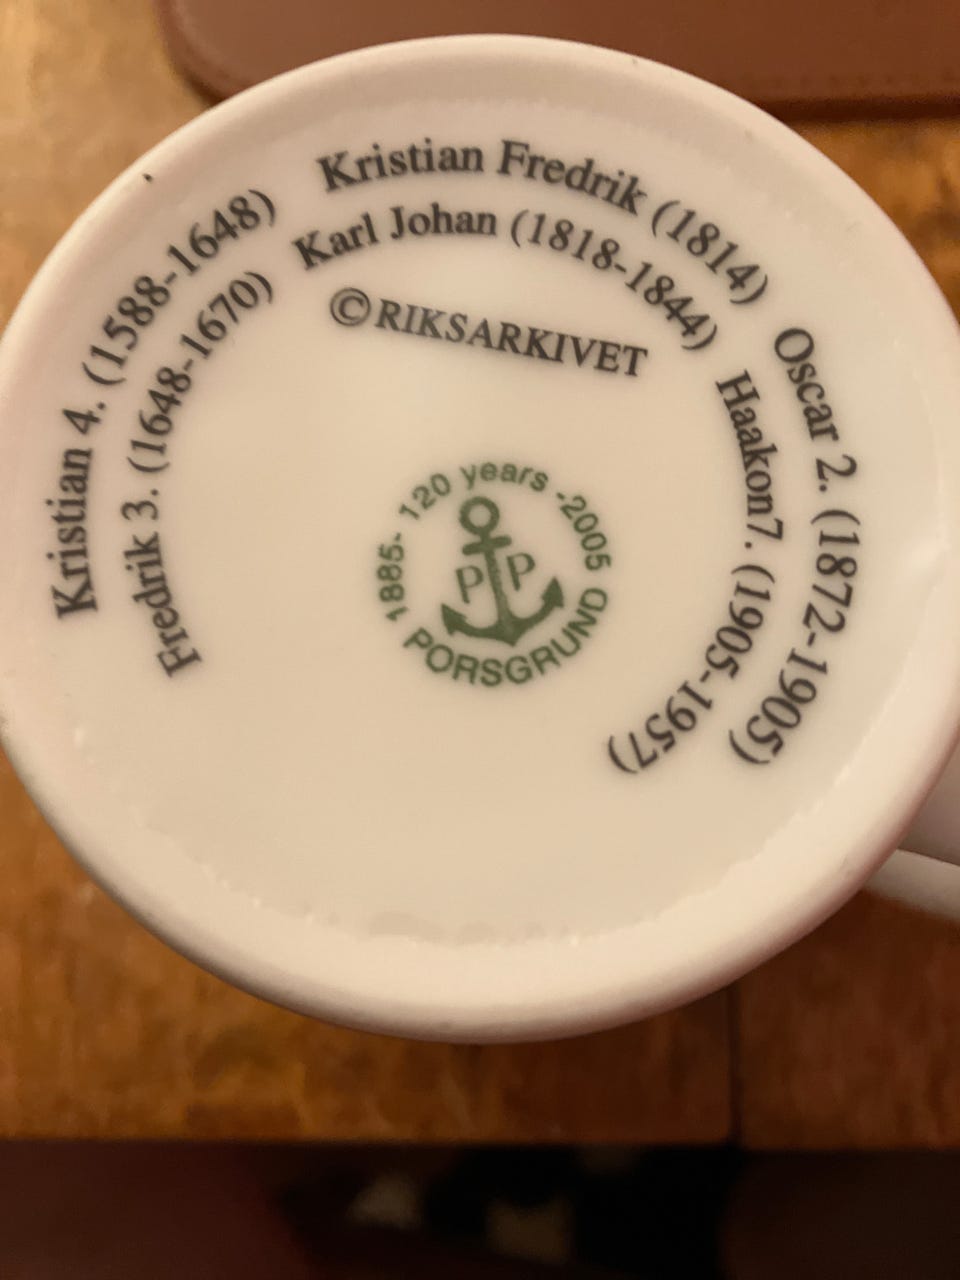 Kristian 4. (1588-1648)
Fredrik 3. (1648-1670)
Kristian Fredrik (1814)
Karl Johan (1818-1844)
Oscar 2. (1872-1905)
Haakon7. (1905-1957)
©RIKSARKIVET
1885- 120 years -2005
P P
PORSGRUND